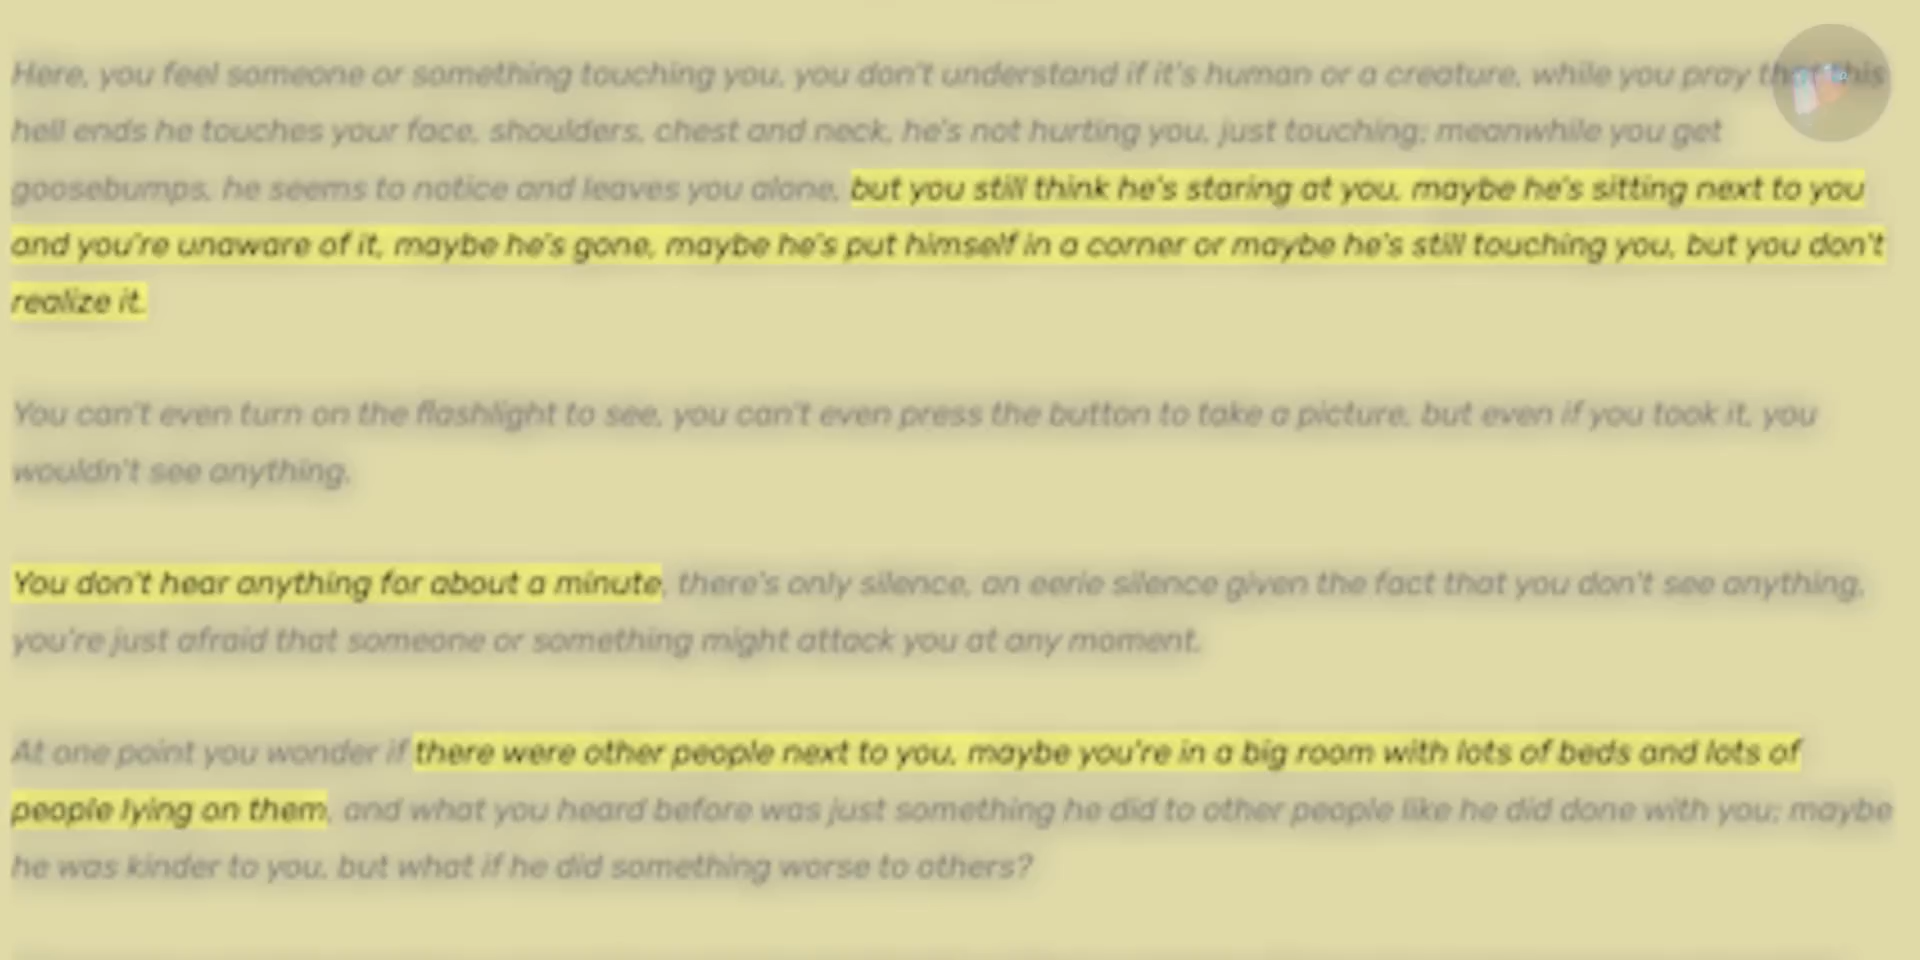 Here, you feel someone or something touching you, you don't understand if it's human or a creature, while you pray that this
hell ends he touches your face, shoulders, chest and neck, he's not hurting you, just touching; meanwhile you get
goosebumps, he seems to notice and leaves you alone, but you still think he's staring at you, maybe he's sitting next to you
and you're unaware of it, maybe he's gone, maybe he's put himself in a corner or maybe he's still touching you, but you don't
realize it.
You can't even turn on the flashlight to see, you can't even press the button to take a picture, but even if you took it, you
wouldn't see anything.
You don't hear anything for about a minute, there's only silence, an eerie silence given the fact that you don't see anything,
you're just afraid that someone or something might attack you at any moment.
At one point you wonder if there were other people next to you, maybe you're in a big room with lots of beds and lots of
people lying on them, and what you heard before was just something he did to other people like he did done with you; maybe
he was kinder to you, but what if he did something worse to others?